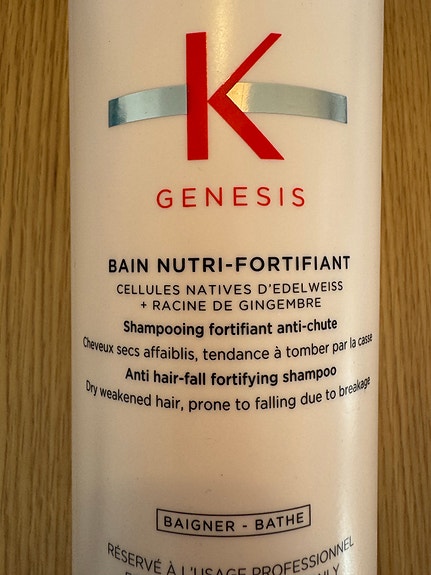 K
GENESIS
BAIN NUTRI-FORTIFIANT
CELLULES NATIVES D'EDELWEISS
+ RACINE DE GINGEMBRE
Shampooing fortifiant anti-chute
Cheveux secs affaiblis, tendance à tomber par la casse
Anti hair-fall fortifying shampoo
Dry weakened hair, prone to falling due to breakage
BAIGNER - BATHE
RÉSERVÉ À L'USAGE PROFESSIONNEL